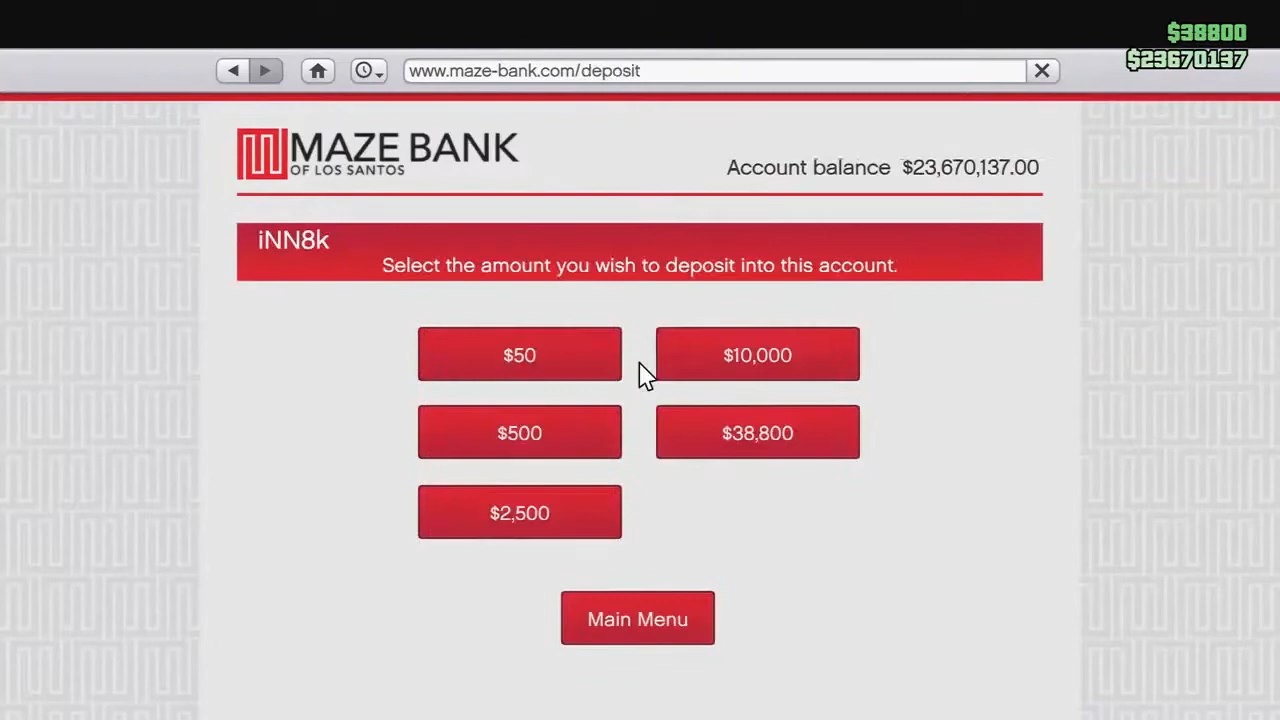 $38800
$23670137
www.maze-bank.com/deposit
MAZE BANK
OF LOS SANTOS
Account balance $23,670,137.00
iNN8k
Select the amount you wish to deposit into this account.
$50
$10,000
$500
$38,800
$2,500
Main Menu